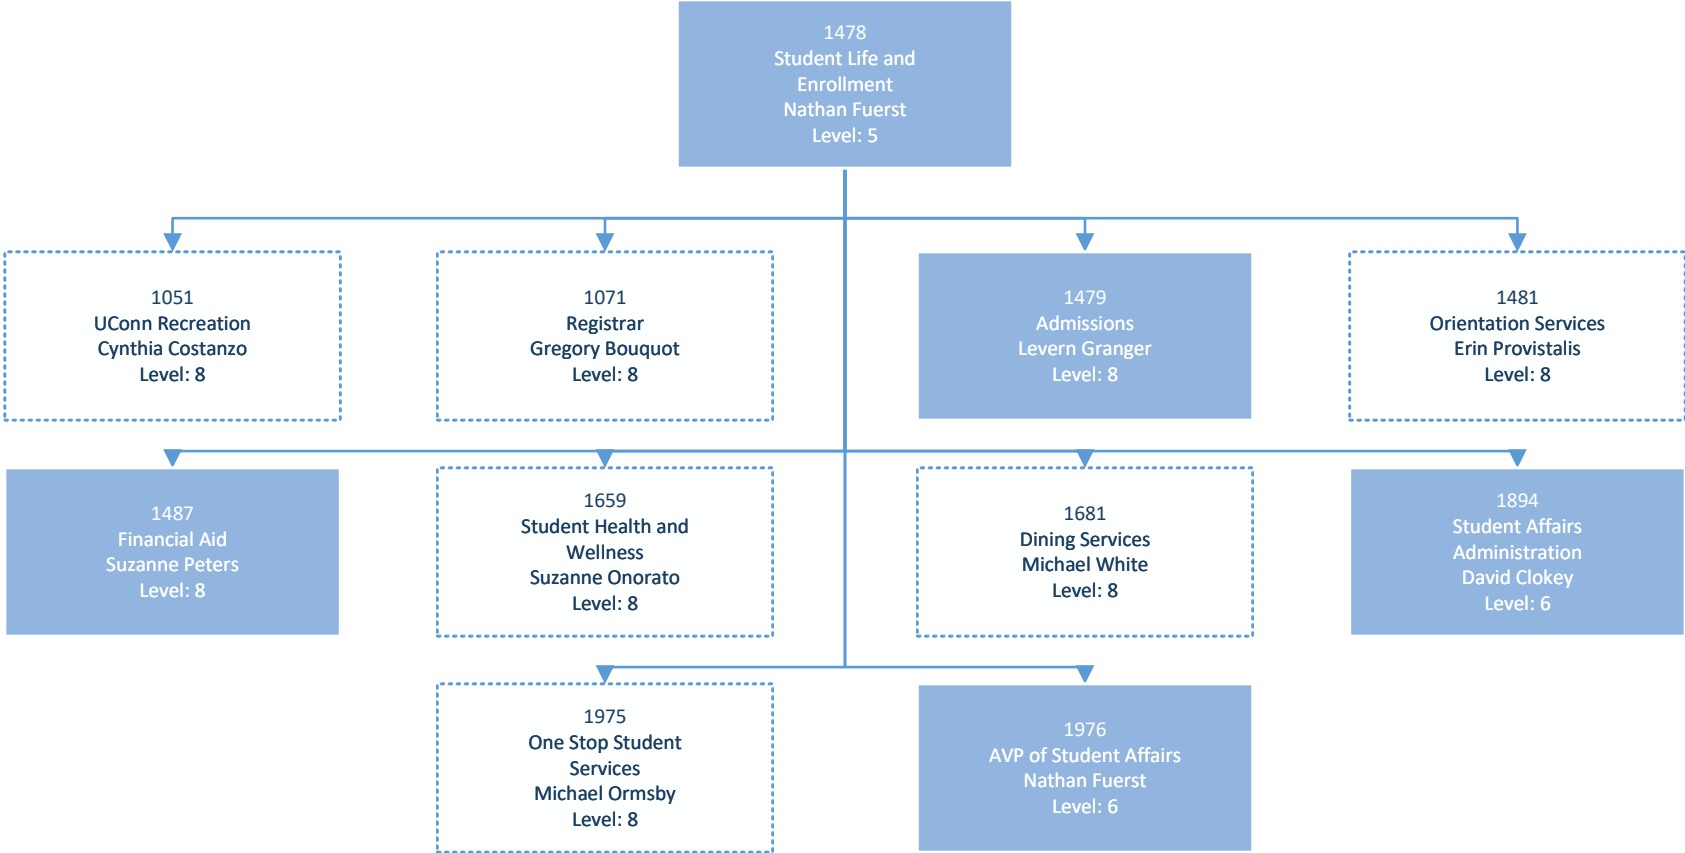 1478
Student Life and
Enrollment
Nathan Fuerst
Level: 5
1051
UConn Recreation
Cynthia Costanzo
Level: 8
1071
Registrar
Gregory Bouquot
Level: 8
1479
Admissions
Levern Granger
Level: 8
1481
Orientation Services
Erin Provistalis
Level: 8
1487
Financial Aid
Suzanne Peters
Level: 8
1659
Student Health and
Wellness
Suzanne Onorato
Level: 8
1681
Dining Services
Michael White
Level: 8
1894
Student Affairs
Administration
David Clokey
Level: 6
1975
One Stop Student
Services
Michael Ormsby
Level: 8
1976
AVP of Student Affairs
Nathan Fuerst
Level: 6